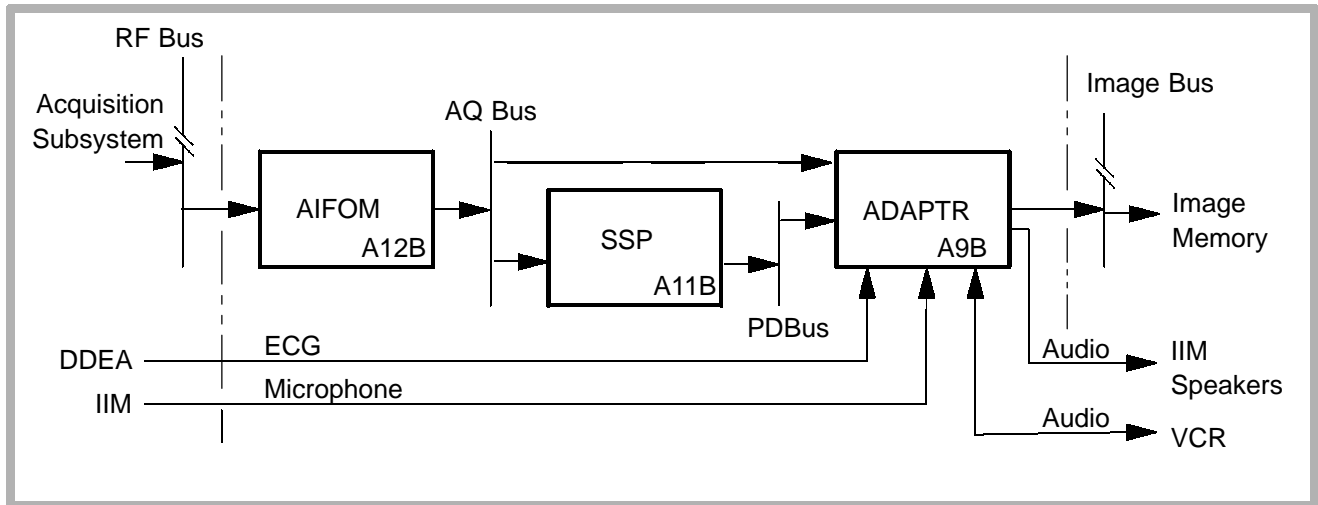 RF Bus
Acquisition
Subsystem
AQ Bus
Image Bus
AIFOM
A12B
SSP
A11B
ADAPTR
A9B
Image
Memory
PDBus
DDEA
ECG
IIM
Microphone
Audio
IIM
Speakers
Audio
VCR